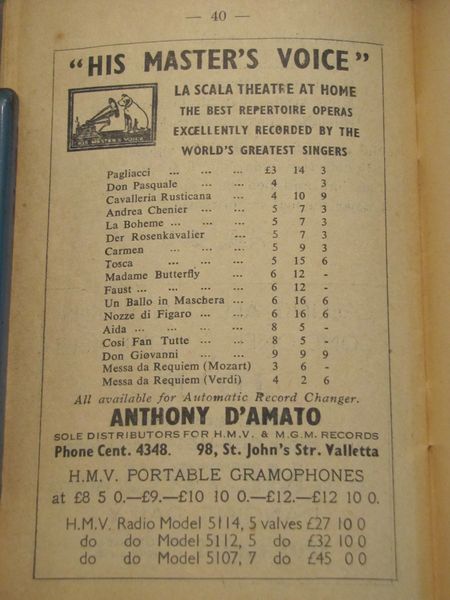 — 40 —
"HIS MASTER'S VOICE"
LA SCALA THEATRE AT HOME
THE BEST REPERTOIRE OPERAS
EXCELLENTLY RECORDED BY THE
WORLD'S GREATEST SINGERS
"HIS MASTER'S VOICE"
Pagliacci ... ... ... £3 14 3
Don Pasquale ... ... 4 3
Cavalleria Rusticana ... 4 10 9
Andrea Chenier ... ... 5 7 3
La Boheme ... ... ... 5 7 3
Der Rosenkavalier ... 5 7 3
Carmen ... ... ... 5 9 3
Tosca ... ... ... 5 15 6
Madame Butterfly ... 6 12 -
Faust ... ... ... ... 6 12 -
Un Ballo in Maschera ... 6 16 6
Nozze di Figaro ... ... 6 16 6
Aida ... ... ... ... 8 5 -
Cosi Fan Tutte ... ... 8 5 -
Don Giovanni ... ... 9 9 9
Messa da Requiem (Mozart) 3 6 -
Messa da Requiem (Verdi) 4 2 6
All available for Automatic Record Changer.
ANTHONY D'AMATO
SOLE DISTRIBUTORS FOR H.M.V. & M.G.M. RECORDS
Phone Cent. 4348. 98, St. John's Str. Valletta
H.M.V. PORTABLE GRAMOPHONES
at £8 5 0.—£9.—£10 10 0.—£12.—£12 10 0.
H.M.V. Radio Model 5114, 5 valves £27 10 0
do do Model 5112, 5 do £32 10 0
do do Model 5107, 7 do £45 0 0